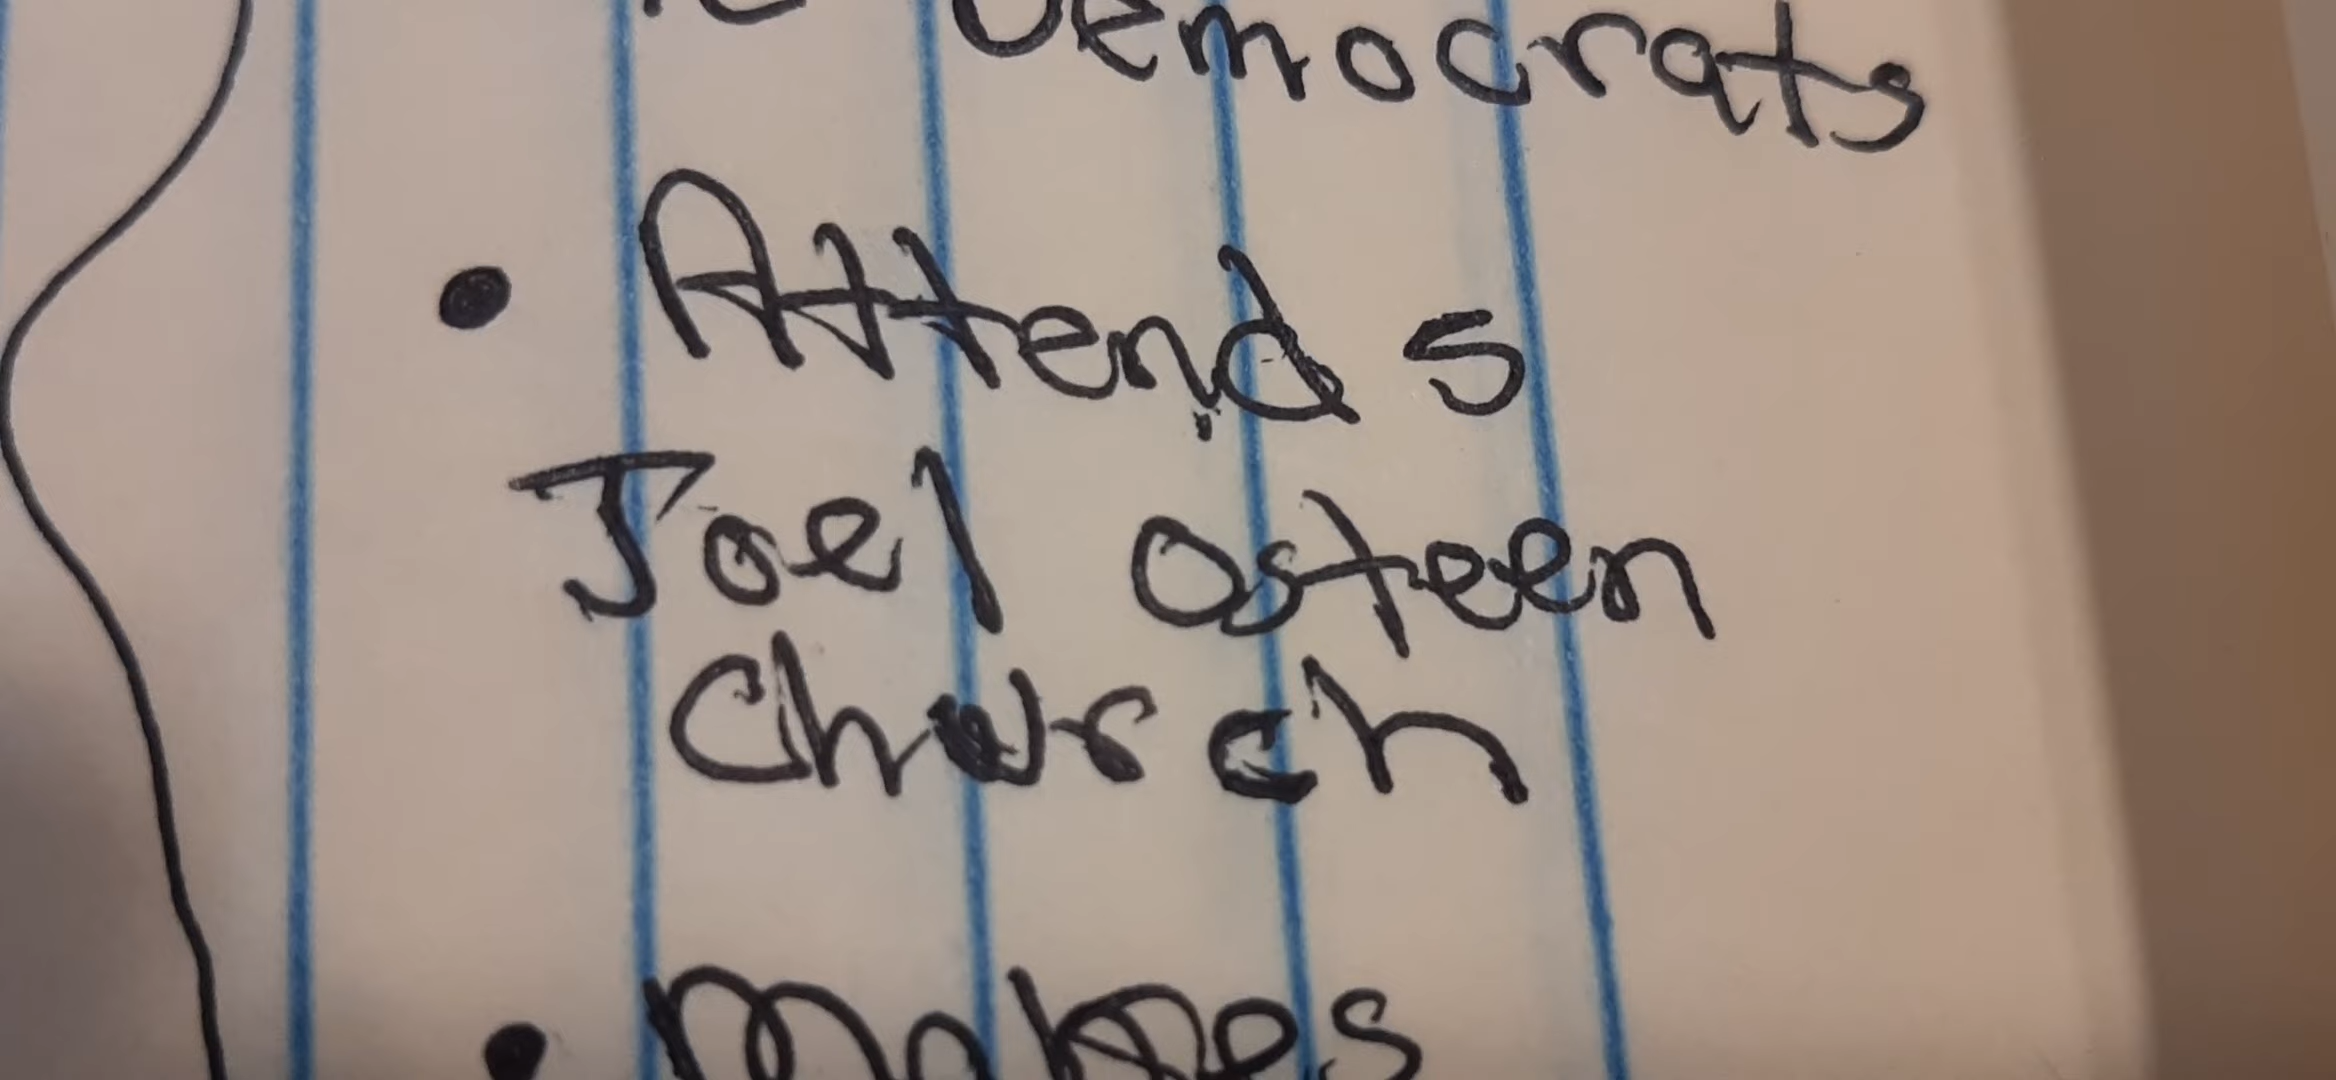 Democrats
• Attends
Joel Osteen
Church
• Makes